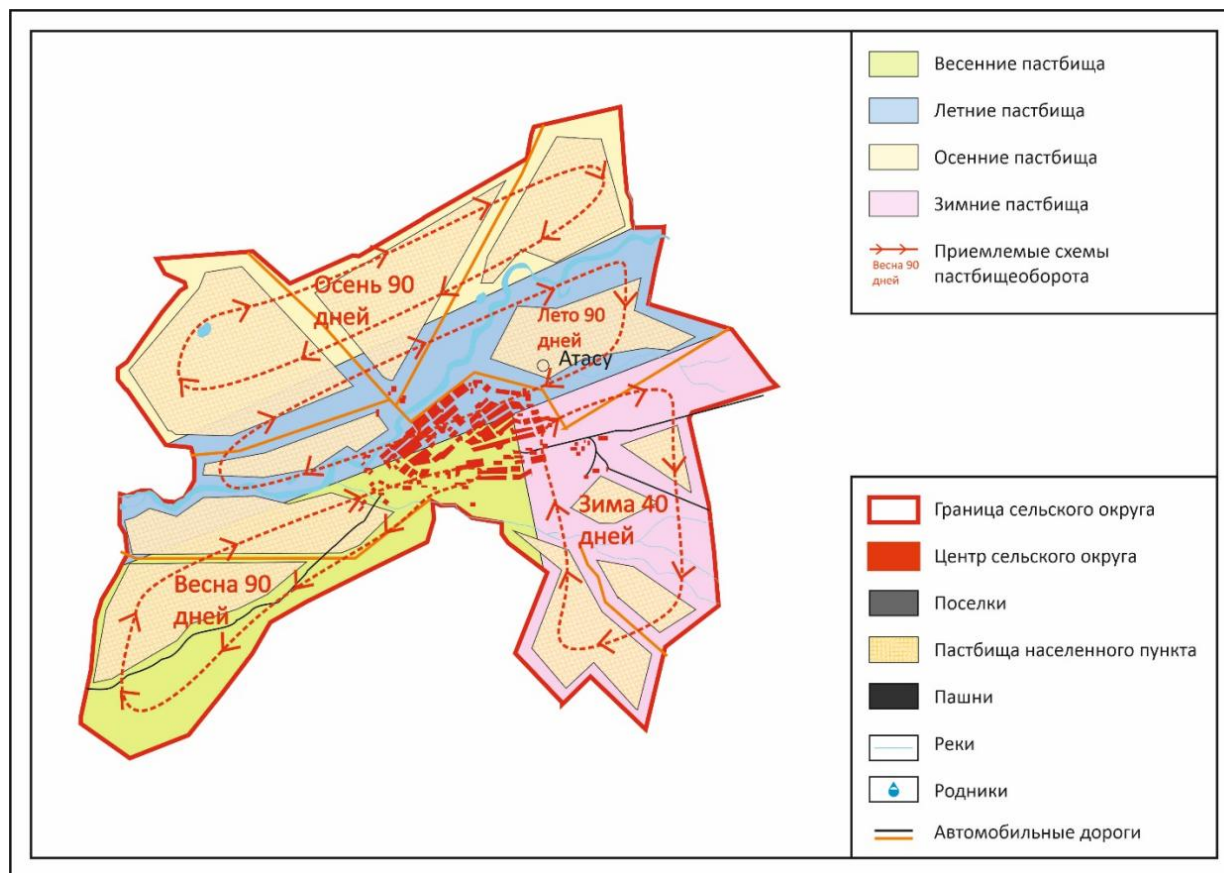 Весенние пастбища
Летние пастбища
Осенние пастбища
Зимние пастбища
Весна 90
дней
Приемлемые схемы
пастбищеоборота
Осень 90
дней
Лето 90
дней
Атасу
Зима 40
дней
Весна 90
дней
Граница сельского округа
Центр сельского округа
Поселки
Пастбища населенного пункта
Пашни
Реки
Родники
Автомобильные дороги